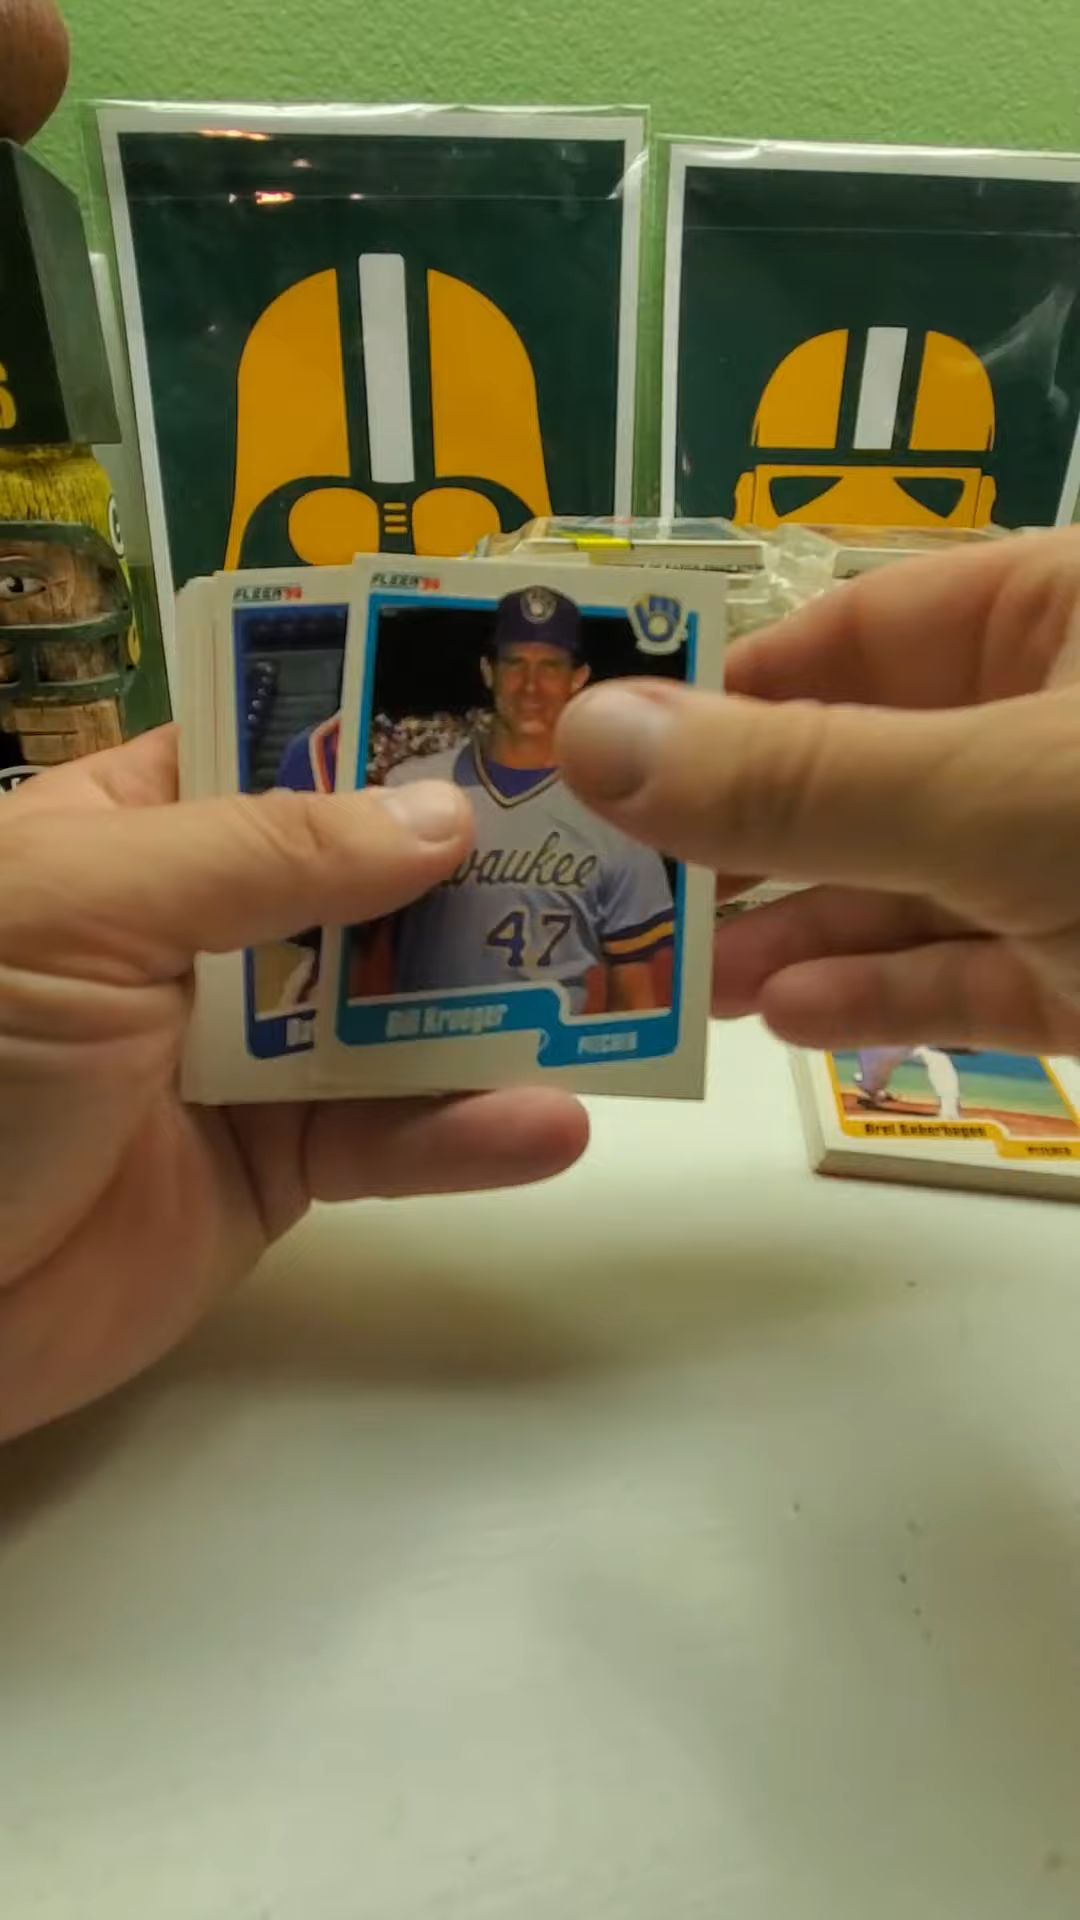 FLEER '90
FLEER '90
waukee
47
Bill Krueger
PITCHER
Bret Saberhagen
PITCHER